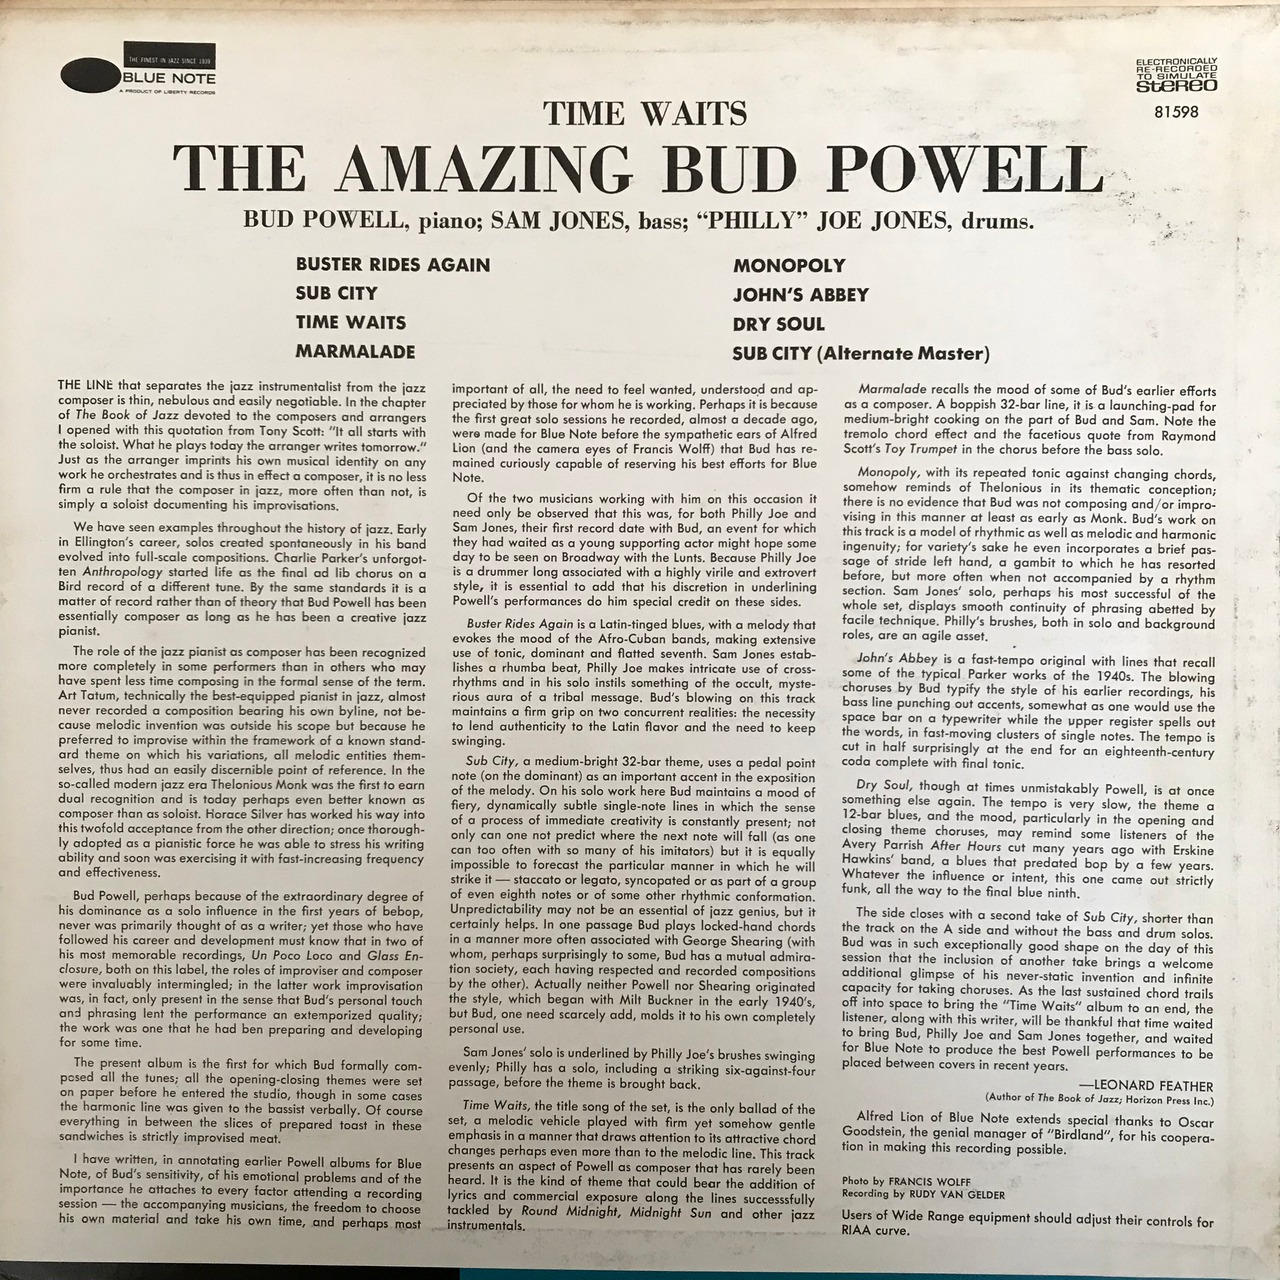 THE FINEST IN JAZZ SINCE 1939
BLUE NOTE
A PRODUCT OF LIBERTY RECORDS
ELECTRONICALLY
RE-RECORDED
TO SIMULATE
STEREO
81598
TIME WAITS
THE AMAZING BUD POWELL
BUD POWELL, piano; SAM JONES, bass; “PHILLY” JOE JONES, drums.
BUSTER RIDES AGAIN
SUB CITY
TIME WAITS
MARMALADE
MONOPOLY
JOHN'S ABBEY
DRY SOUL
SUB CITY (Alternate Master)
THE LINE that separates the jazz instrumentalist from the jazz
composer is thin, nebulous and easily negotiable. In the chapter
of The Book of Jazz devoted to the composers and arrangers
I opened with this quotation from Tony Scott: "It all starts with
the soloist. What he plays today the arranger writes tomorrow."
Just as the arranger imprints his own musical identity on any
work he orchestrates and is thus in effect a composer, it is no less
firm a rule that the composer in jazz, more often than not, is
simply a soloist documenting his improvisations.
We have seen examples throughout the history of jazz. Early
in Ellington's career, solos created spontaneously in his band
evolved into full-scale compositions. Charlie Parker's unforgot-
ten Anthropology started life as the final ad lib chorus on a
Bird record of a different tune. By the same standards it is a
matter of record rather than of theory that Bud Powell has been
essentially composer as long as he has been a creative jazz
pianist.
The role of the jazz pianist as composer has been recognized
more completely in some performers than in others who may
have spent less time composing in the formal sense of the term.
Art Tatum, technically the best-equipped pianist in jazz, almost
never recorded a composition bearing his own byline, not be-
cause melodic invention was outside his scope but because he
preferred to improvise within the framework of a known stand-
ard theme on which his variations, all melodic entities them-
selves, thus had an easily discernible point of reference. In the
so-called modern jazz era Thelonious Monk was the first to earn
dual recognition and is today perhaps even better known as
composer than as soloist. Horace Silver has worked his way into
this twofold acceptance from the other direction; once thorough-
ly adopted as a pianistic force he was able to stress his writing
ability and soon was exercising it with fast-increasing frequency
and effectiveness.
Bud Powell, perhaps because of the extraordinary degree of
his dominance as a solo influence in the first years of bebop,
never was primarily thought of as a writer; yet those who have
followed his career and development must know that in two of
his most memorable recordings, Un Poco Loco and Glass En-
closure, both on this label, the roles of improviser and composer
were invaluably intermingled; in the latter work improvisation
was, in fact, only present in the sense that Bud's personal touch
and phrasing lent the performance an extemporized quality;
the work was one that he had ben preparing and developing
for some time.
The present album is the first for which Bud formally com-
posed all the tunes; all the opening-closing themes were set
on paper before he entered the studio, though in some cases
the harmonic line was given to the bassist verbally. Of course
everything in between the slices of prepared toast in these
sandwiches is strictly improvised meat.
I have written, in annotating earlier Powell albums for Blue
Note, of Bud's sensitivity, of his emotional problems and of the
importance he attaches to every factor attending a recording
session — the accompanying musicians, the freedom to choose
his own material and take his own time, and perhaps most
important of all, the need to feel wanted, understood and ap-
preciated by those for whom he is working. Perhaps it is because
the first great solo sessions he recorded, almost a decade ago,
were made for Blue Note before the sympathetic ears of Alfred
Lion (and the camera eyes of Francis Wolff) that Bud has re-
mained curiously capable of reserving his best efforts for Blue
Note.
Of the two musicians working with him on this occasion it
need only be observed that this was, for both Philly Joe and
Sam Jones, their first record date with Bud, an event for which
they had waited as a young supporting actor might hope some
day to be seen on Broadway with the Lunts. Because Philly Joe
is a drummer long associated with a highly virile and extrovert
style, it is essential to add that his discretion in underlining
Powell's performances do him special credit on these sides.
Buster Rides Again is a Latin-tinged blues, with a melody that
evokes the mood of the Afro-Cuban bands, making extensive
use of tonic, dominant and flatted seventh. Sam Jones estab-
lishes a rhumba beat, Philly Joe makes intricate use of cross-
rhythms and in his solo instils something of the occult, myste-
rious aura of a tribal message. Bud's blowing on this track
maintains a firm grip on two concurrent realities: the necessity
to lend authenticity to the Latin flavor and the need to keep
swinging.
Sub City, a medium-bright 32-bar theme, uses a pedal point
note (on the dominant) as an important accent in the exposition
of the melody. On his solo work here Bud maintains a mood of
fiery, dynamically subtle single-note lines in which the sense
of a process of immediate creativity is constantly present; not
only can one not predict where the next note will fall (as one
can too often with so many of his imitators) but it is equally
impossible to forecast the particular manner in which he will
strike it — staccato or legato, syncopated or as part of a group
of even eighth notes or of some other rhythmic conformation.
Unpredictability may not be an essential of jazz genius, but it
certainly helps. In one passage Bud plays locked-hand chords
in a manner more often associated with George Shearing (with
whom, perhaps surprisingly to some, Bud has a mutual admira-
tion society, each having respected and recorded compositions
by the other). Actually neither Powell nor Shearing originated
the style, which began with Milt Buckner in the early 1940's,
but Bud, one need scarcely add, molds it to his own completely
personal use.
Sam Jones' solo is underlined by Philly Joe's brushes swinging
evenly; Philly has a solo, including a striking six-against-four
passage, before the theme is brought back.
Time Waits, the title song of the set, is the only ballad of the
set, a melodic vehicle played with firm yet somehow gentle
emphasis in a manner that draws attention to its attractive chord
changes perhaps even more than to the melodic line. This track
presents an aspect of Powell as composer that has rarely been
heard. It is the kind of theme that could bear the addition of
lyrics and commercial exposure along the lines successsfully
tackled by Round Midnight, Midnight Sun and other jazz
instrumentals.
Marmalade recalls the mood of some of Bud's earlier efforts
as a composer. A boppish 32-bar line, it is a launching-pad for
medium-bright cooking on the part of Bud and Sam. Note the
tremolo chord effect and the facetious quote from Raymond
Scott's Toy Trumpet in the chorus before the bass solo.
Monopoly, with its repeated tonic against changing chords,
somehow reminds of Thelonious in its thematic conception;
there is no evidence that Bud was not composing and/or impro-
vising in this manner at least as early as Monk. Bud's work on
this track is a model of rhythmic as well as melodic and harmonic
ingenuity; for variety's sake he even incorporates a brief pas-
sage of stride left hand, a gambit to which he has resorted
before, but more often when not accompanied by a rhythm
section. Sam Jones' solo, perhaps his most successful of the
whole set, displays smooth continuity of phrasing abetted by
facile technique. Philly's brushes, both in solo and background
roles, are an agile asset.
John's Abbey is a fast-tempo original with lines that recall
some of the typical Parker works of the 1940s. The blowing
choruses by Bud typify the style of his earlier recordings, his
bass line punching out accents, somewhat as one would use the
space bar on a typewriter while the upper register spells out
the words, in fast-moving clusters of single notes. The tempo is
cut in half surprisingly at the end for an eighteenth-century
coda complete with final tonic.
Dry Soul, though at times unmistakably Powell, is at once
something else again. The tempo is very slow, the theme a
12-bar blues, and the mood, particularly in the opening and
closing theme choruses, may remind some listeners of the
Avery Parrish After Hours cut many years ago with Erskine
Hawkins' band, a blues that predated bop by a few years.
Whatever the influence or intent, this one came out strictly
funk, all the way to the final blue ninth.
The side closes with a second take of Sub City, shorter than
the track on the A side and without the bass and drum solos.
Bud was in such exceptionally good shape on the day of this
session that the inclusion of another take brings a welcome
additional glimpse of his never-static invention and infinite
capacity for taking choruses. As the last sustained chord trails
off into space to bring the "Time Waits" album to an end, the
listener, along with this writer, will be thankful that time waited
to bring Bud, Philly Joe and Sam Jones together, and waited
for Blue Note to produce the best Powell performances to be
placed between covers in recent years.
—LEONARD FEATHER
(Author of The Book of Jazz; Horizon Press Inc.)
Alfred Lion of Blue Note extends special thanks to Oscar
Goodstein, the genial manager of "Birdland", for his coopera-
tion in making this recording possible.
Photo by FRANCIS WOLFF
Recording by RUDY VAN GELDER
Users of Wide Range equipment should adjust their controls for
RIAA curve.